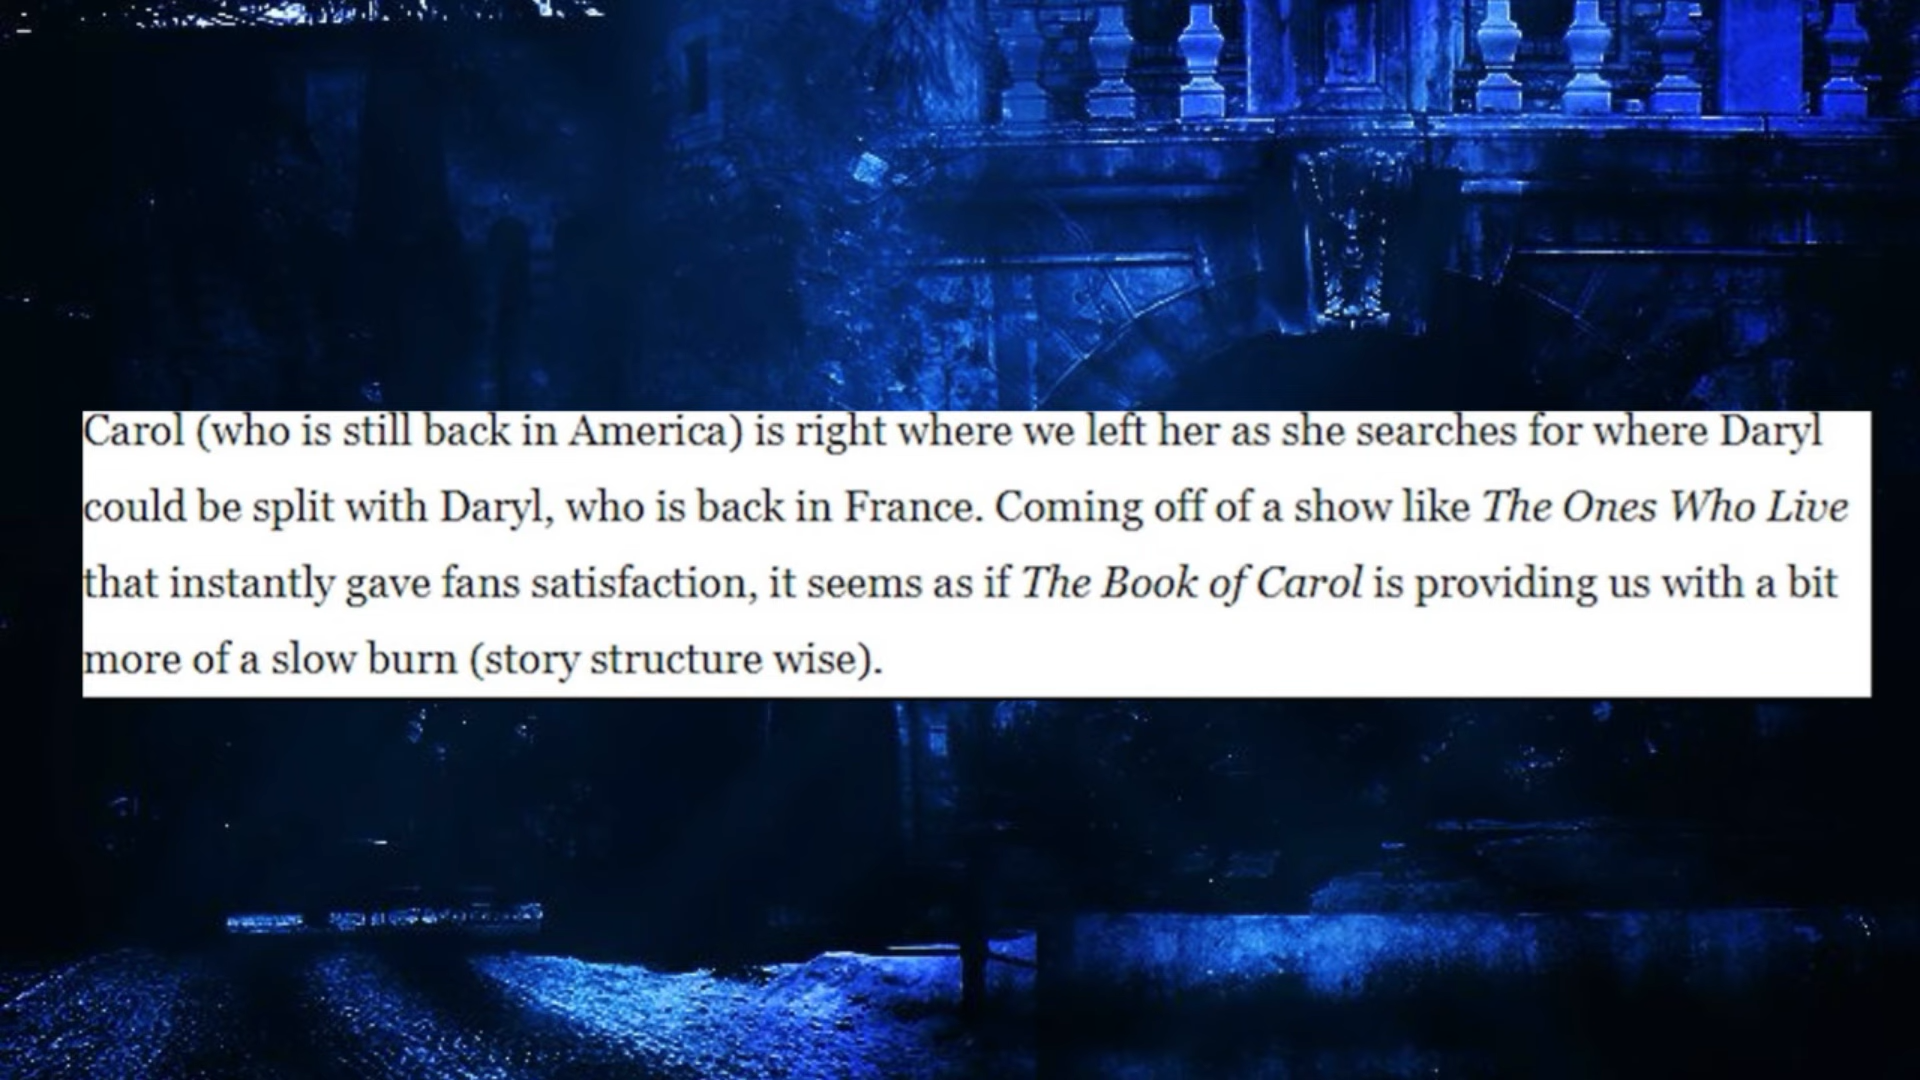 Carol (who is still back in America) is right where we left her as she searches for where Daryl
could be split with Daryl, who is back in France. Coming off of a show like The Ones Who Live
that instantly gave fans satisfaction, it seems as if The Book of Carol is providing us with a bit
more of a slow burn (story structure wise).